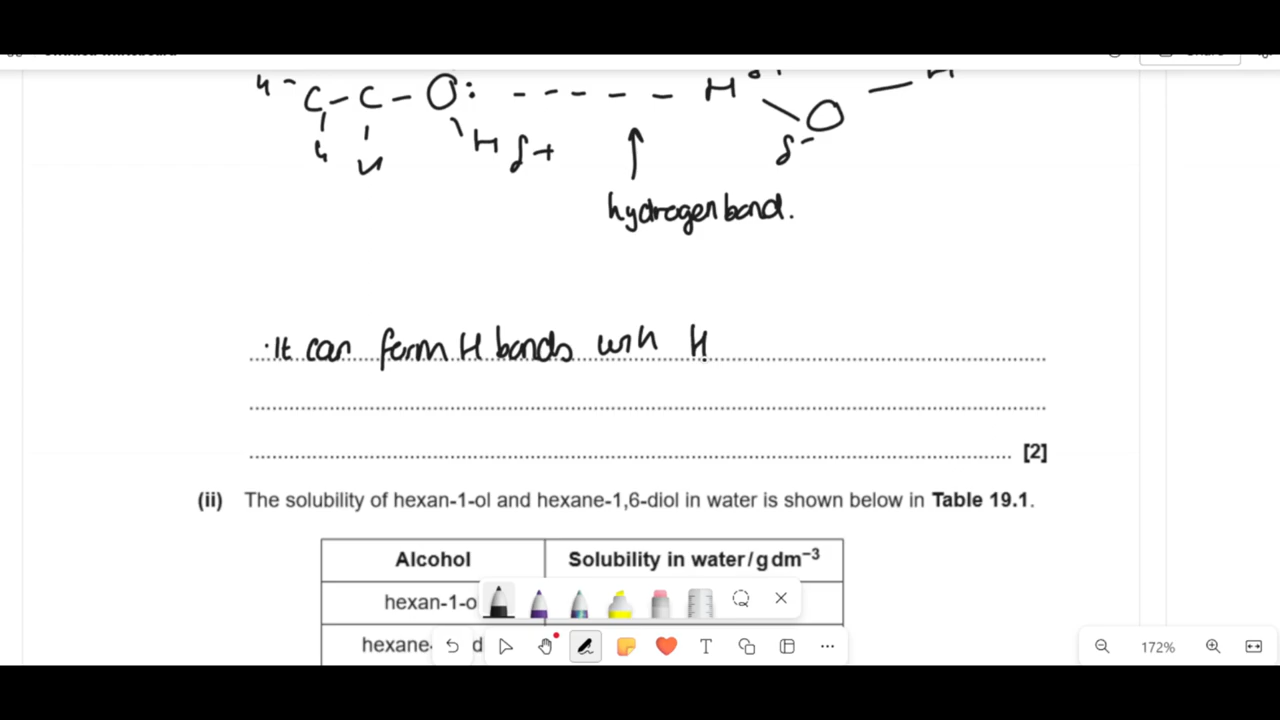 H
C – C – O : – – – – – H
O
H δ+
δ-
hydrogen bond.
· It can form H bonds with H
[2]
(ii) The solubility of hexan-1-ol and hexane-1,6-diol in water is shown below in Table 19.1.
Alcohol Solubility in water / g dm⁻³
hexan-1-o
hexane- d
172%